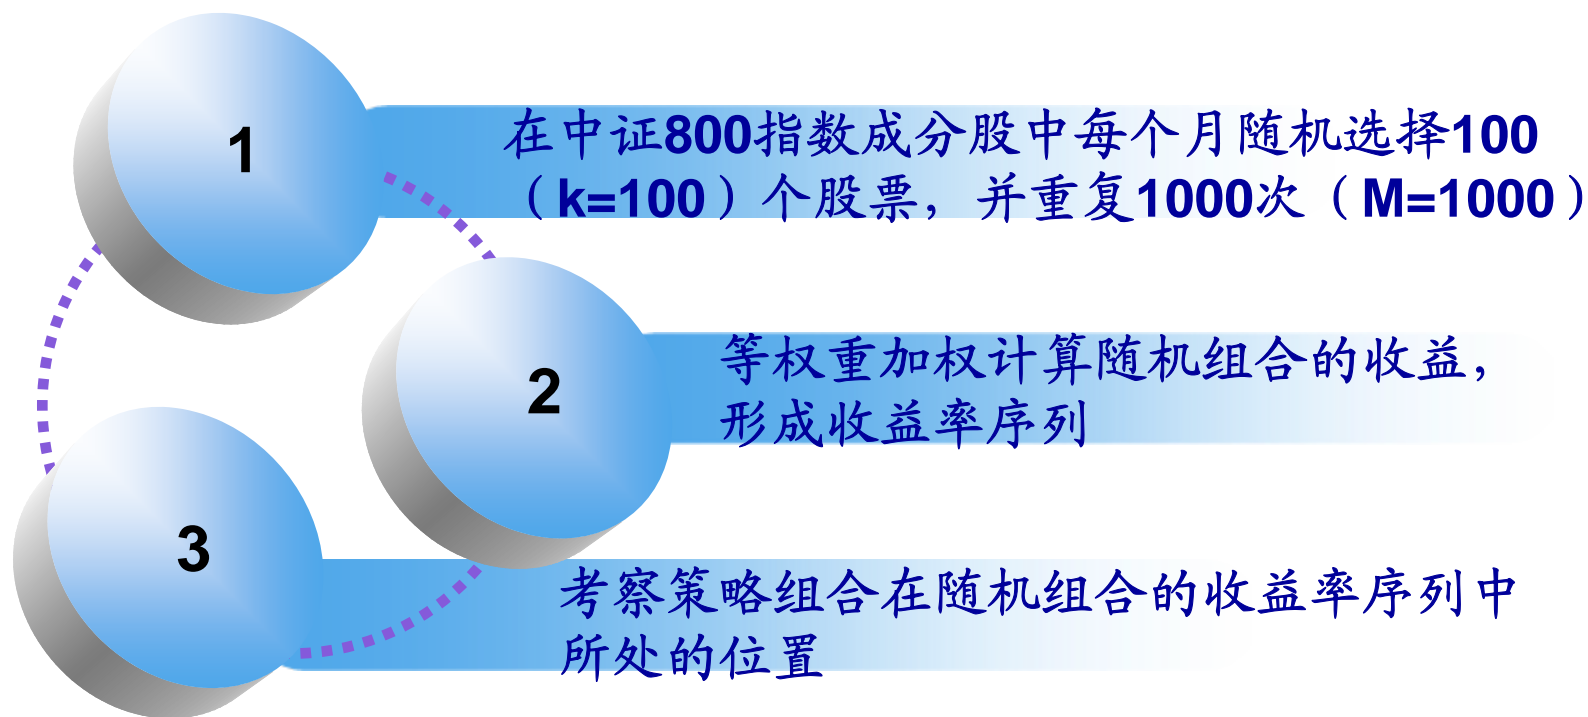 1
在中证800指数成分股中每个月随机选择100
（k=100）个股票，并重复1000次（M=1000）
2
等权重加权计算随机组合的收益，
形成收益率序列
3
考察策略组合在随机组合的收益率序列中
所处的位置